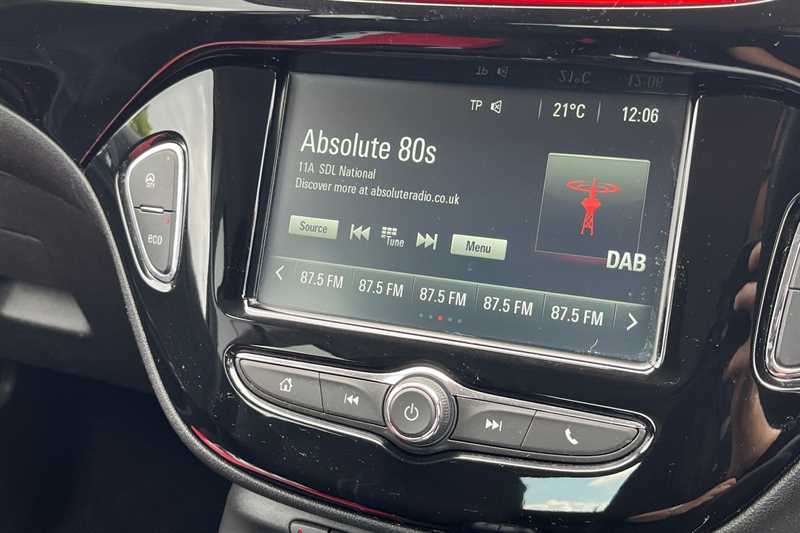 TP 21°C 12:06
Absolute 80s
11A SDL National
Discover more at absoluteradio.co.uk
DAB
Source Tune Menu
87.5 FM 87.5 FM 87.5 FM 87.5 FM 87.5 FM
CITY
eco